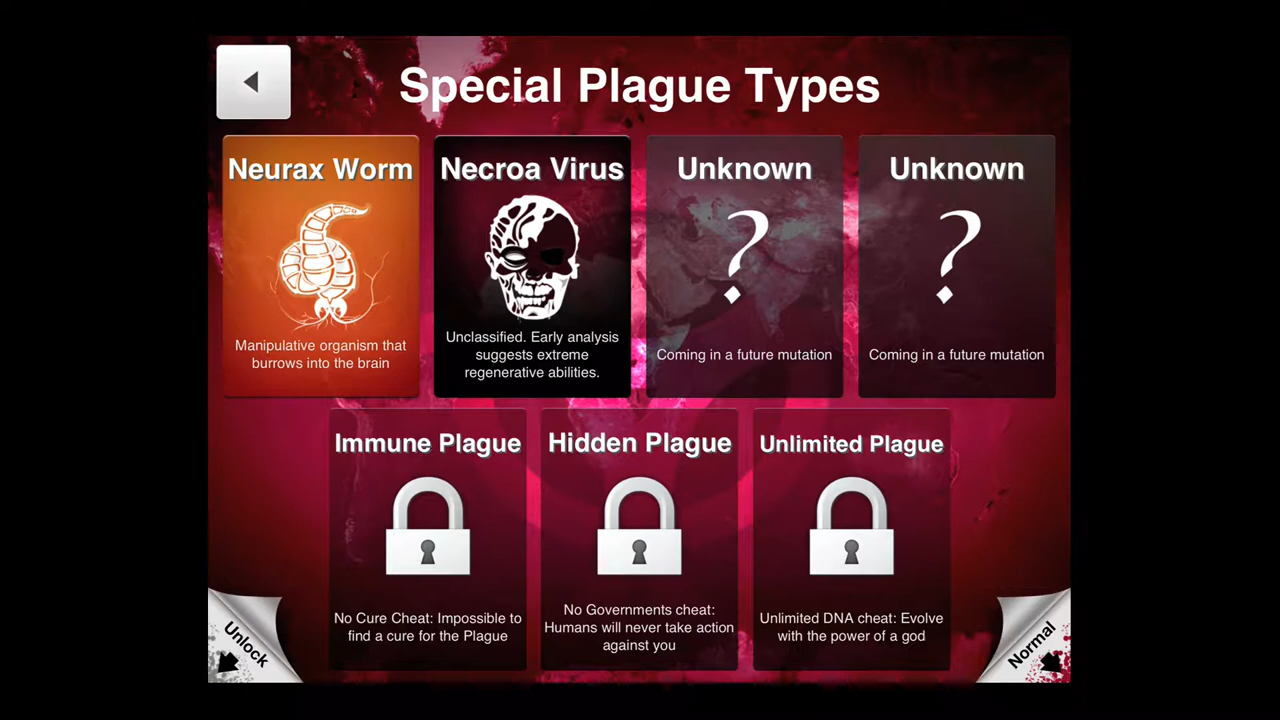 Special Plague Types
Neurax Worm
Manipulative organism that
burrows into the brain
Necroa Virus
Unclassified. Early analysis
suggests extreme
regenerative abilities.
Unknown
?
Coming in a future mutation
Unknown
?
Coming in a future mutation
Immune Plague
No Cure Cheat: Impossible to
find a cure for the Plague
Hidden Plague
No Governments cheat:
Humans will never take action
against you
Unlimited Plague
Unlimited DNA cheat: Evolve
with the power of a god
Unlock
Normal